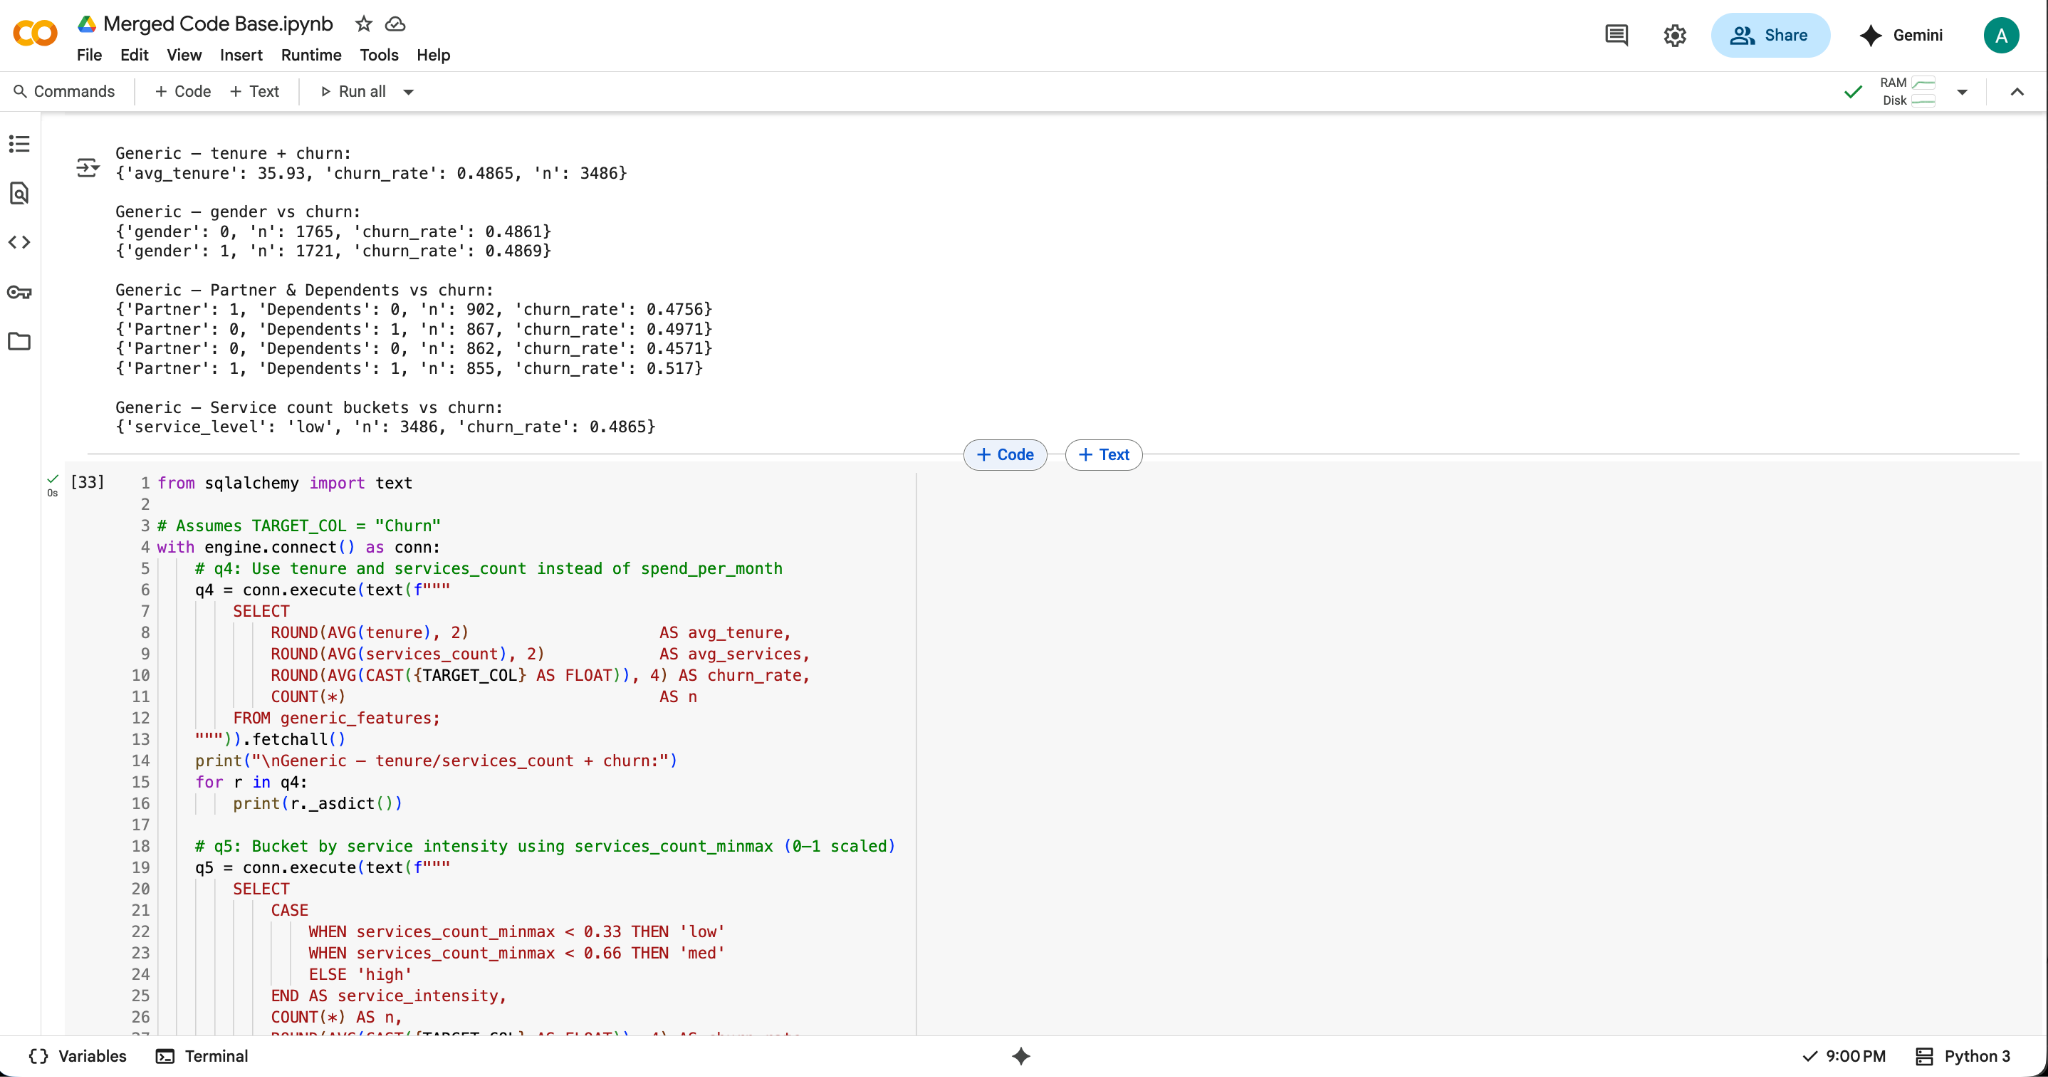 Merged Code Base.ipynb
File Edit View Insert Runtime Tools Help
Share
Gemini
A
Commands + Code + Text Run all
RAM
Disk
Generic — tenure + churn:
{'avg_tenure': 35.93, 'churn_rate': 0.4865, 'n': 3486}
Generic — gender vs churn:
{'gender': 0, 'n': 1765, 'churn_rate': 0.4861}
{'gender': 1, 'n': 1721, 'churn_rate': 0.4869}
Generic — Partner & Dependents vs churn:
{'Partner': 1, 'Dependents': 0, 'n': 902, 'churn_rate': 0.4756}
{'Partner': 0, 'Dependents': 1, 'n': 867, 'churn_rate': 0.4971}
{'Partner': 0, 'Dependents': 0, 'n': 862, 'churn_rate': 0.4571}
{'Partner': 1, 'Dependents': 1, 'n': 855, 'churn_rate': 0.517}
Generic — Service count buckets vs churn:
{'service_level': 'low', 'n': 3486, 'churn_rate': 0.4865}
+ Code + Text
0s
[33]
1 from sqlalchemy import text
2
3 # Assumes TARGET_COL = "Churn"
4 with engine.connect() as conn:
5     # q4: Use tenure and services_count instead of spend_per_month
6     q4 = conn.execute(text(f"""
7         SELECT
8             ROUND(AVG(tenure), 2)                    AS avg_tenure,
9             ROUND(AVG(services_count), 2)            AS avg_services,
10             ROUND(AVG(CAST({TARGET_COL} AS FLOAT)), 4) AS churn_rate,
11             COUNT(*)                                 AS n
12         FROM generic_features;
13     """)).fetchall()
14     print("\nGeneric — tenure/services_count + churn:")
15     for r in q4:
16         print(r._asdict())
17
18     # q5: Bucket by service intensity using services_count_minmax (0–1 scaled)
19     q5 = conn.execute(text(f"""
20         SELECT
21             CASE
22                 WHEN services_count_minmax < 0.33 THEN 'low'
23                 WHEN services_count_minmax < 0.66 THEN 'med'
24                 ELSE 'high'
25             END AS service_intensity,
26             COUNT(*) AS n,
27             ROUND(AVG(CAST({TARGET_COL} AS FLOAT)), 4) AS churn_rate
Variables Terminal
9:00 PM Python 3